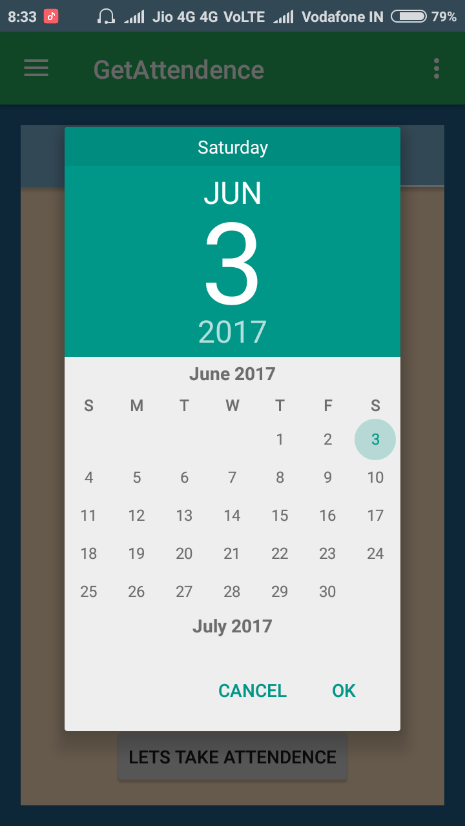 8:33 Jio 4G 4G VoLTE Vodafone IN 79%
GetAttendence
Saturday
JUN
3
2017
June 2017
S M T W T F S
1 2 3
4 5 6 7 8 9 10
11 12 13 14 15 16 17
18 19 20 21 22 23 24
25 26 27 28 29 30
July 2017
CANCEL OK
LETS TAKE ATTENDENCE